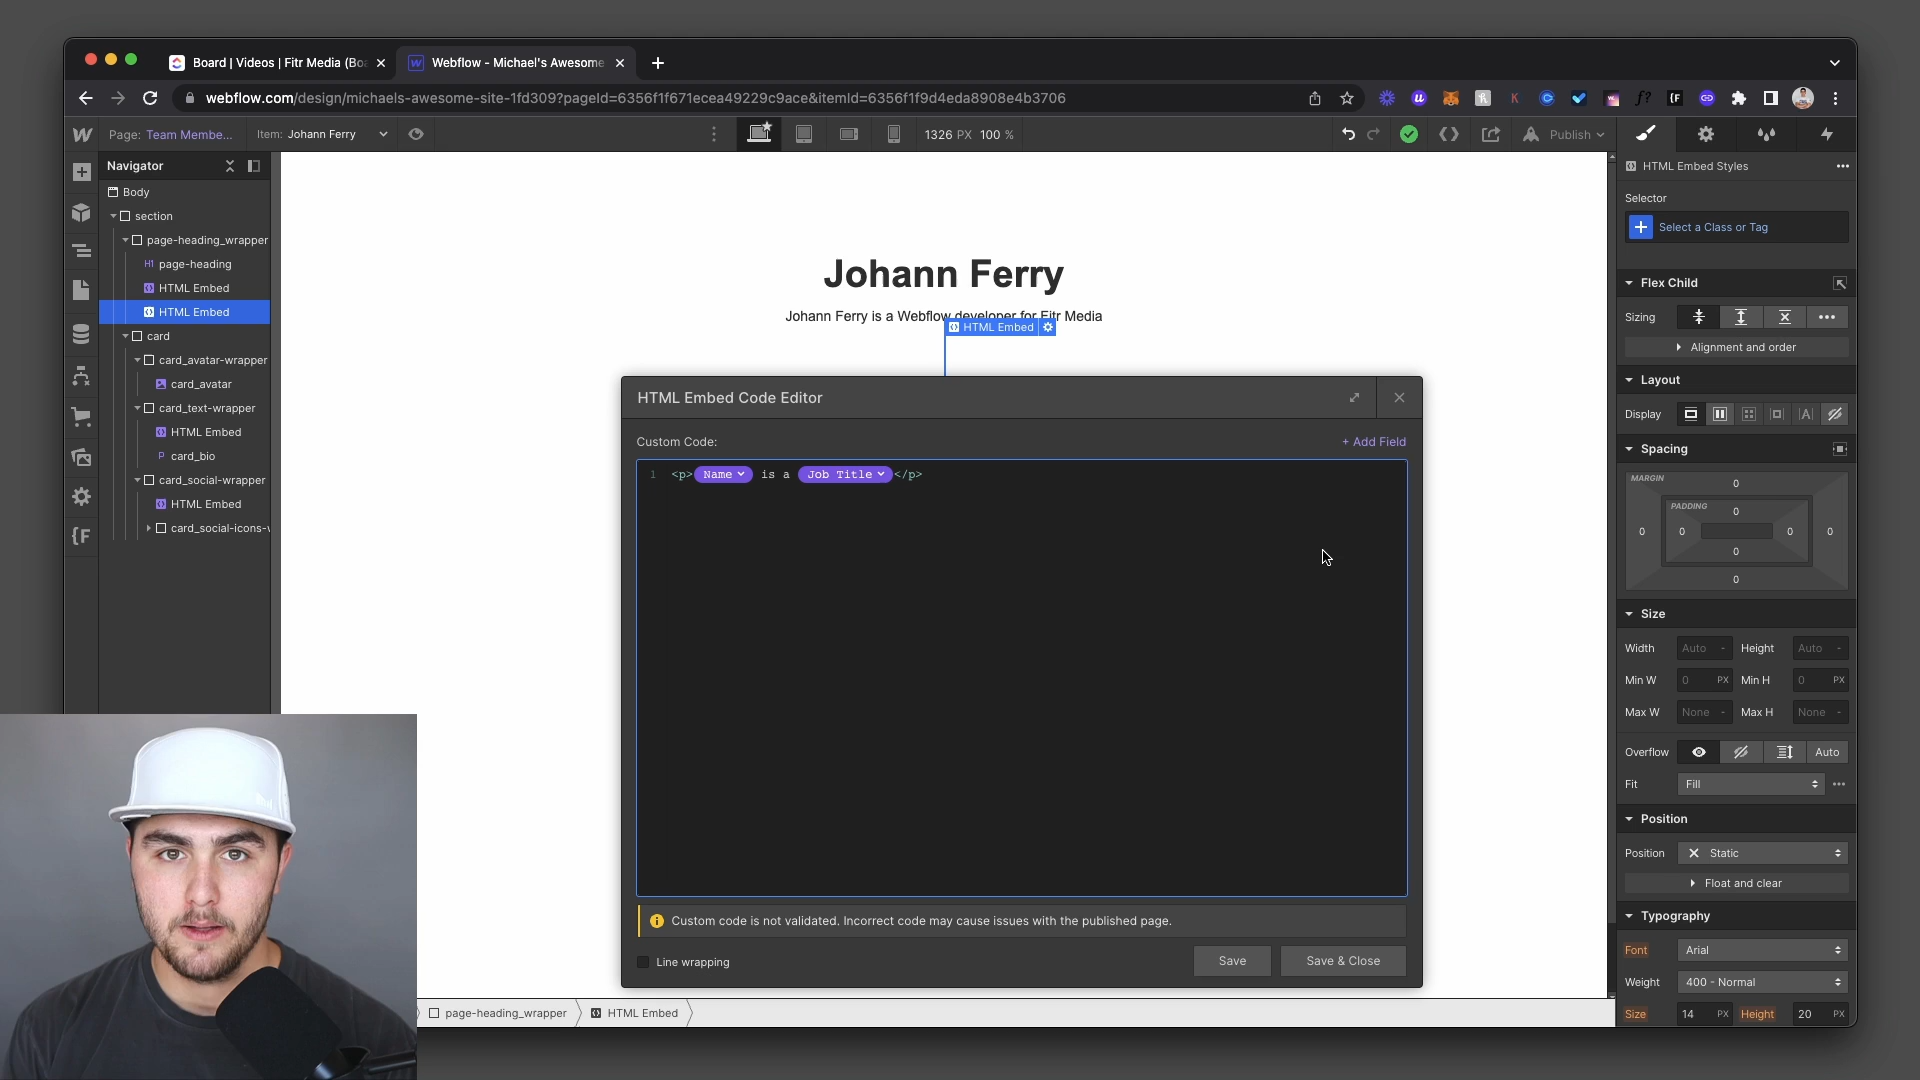 Board | Videos | Fitr Media (Boa
Webflow - Michael's Awesome
webflow.com/design/michaels-awesome-site-1fd309?pageId=6356f1f671ecea49229c9ace&itemId=6356f1f9d4eda8908e4b3706
Page: Team Membe... Item: Johann Ferry 1326 PX 100 % Publish
Navigator
Body
section
page-heading_wrapper
H1 page-heading
HTML Embed
HTML Embed
card
card_avatar-wrapper
card_avatar
card_text-wrapper
HTML Embed
P card_bio
card_social-wrapper
HTML Embed
card_social-icons-w
Johann Ferry
Johann Ferry is a Webflow developer for Fitr Media
HTML Embed
HTML Embed Code Editor
Custom Code: + Add Field
1 <p>Name is a Job Title</p>
Custom code is not validated. Incorrect code may cause issues with the published page.
Line wrapping Save Save & Close
page-heading_wrapper HTML Embed
HTML Embed Styles
Selector
Select a Class or Tag
Flex Child
Sizing
Alignment and order
Layout
Display
Spacing
MARGIN 0
PADDING 0
0 0 0 0
0
0
Size
Width Auto - Height Auto -
Min W 0 PX Min H 0 PX
Max W None - Max H None -
Overflow Auto
Fit Fill
Position
Position Static
Float and clear
Typography
Font Arial
Weight 400 - Normal
Size 14 PX Height 20 PX